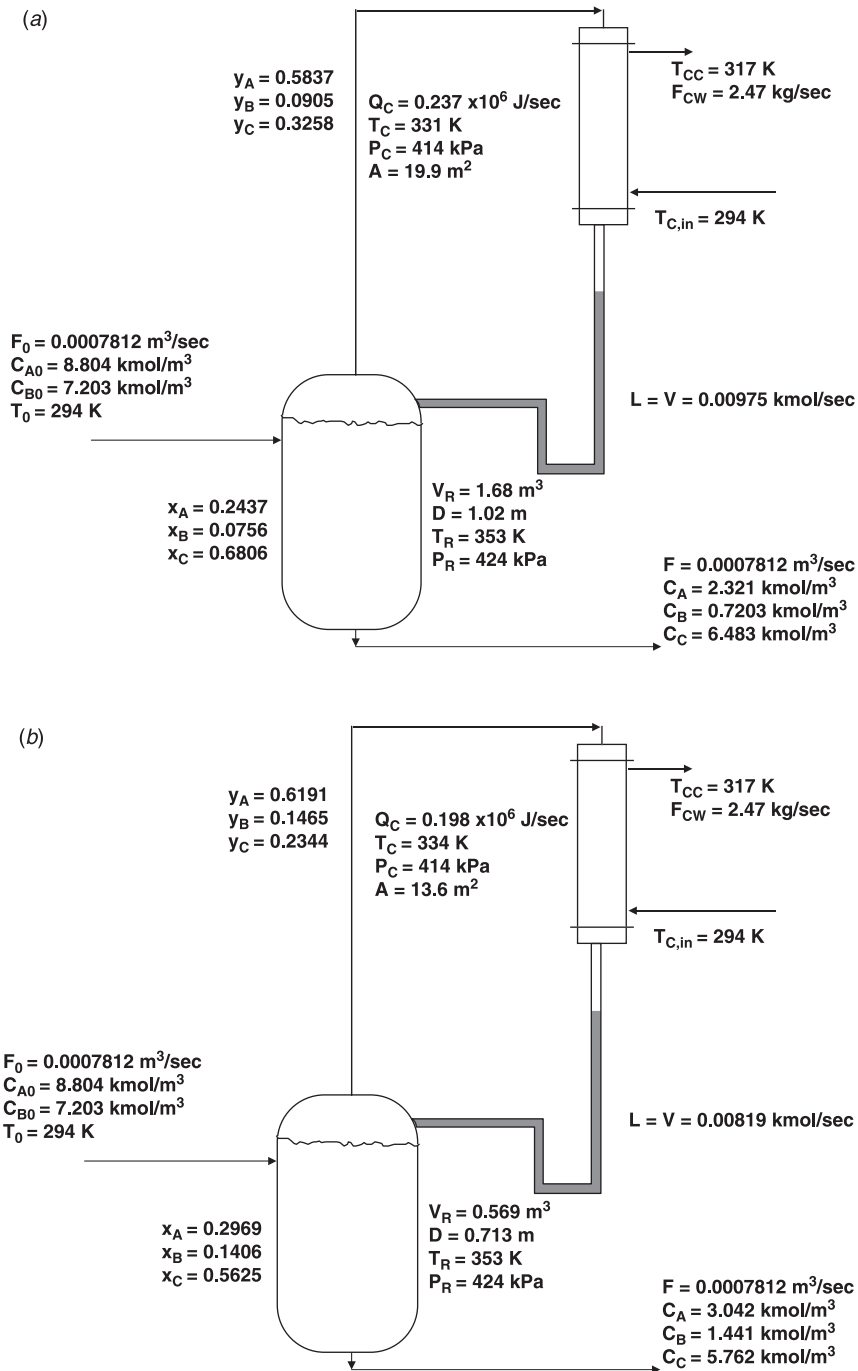 (a)
y_A = 0.5837
y_B = 0.0905
y_C = 0.3258
Q_C = 0.237 x10^6 J/sec
T_C = 331 K
P_C = 414 kPa
A = 19.9 m^2
T_CC = 317 K
F_CW = 2.47 kg/sec
T_C,in = 294 K
F_0 = 0.0007812 m^3/sec
C_A0 = 8.804 kmol/m^3
C_B0 = 7.203 kmol/m^3
T_0 = 294 K
L = V = 0.00975 kmol/sec
x_A = 0.2437
x_B = 0.0756
x_C = 0.6806
V_R = 1.68 m^3
D = 1.02 m
T_R = 353 K
P_R = 424 kPa
F = 0.0007812 m^3/sec
C_A = 2.321 kmol/m^3
C_B = 0.7203 kmol/m^3
C_C = 6.483 kmol/m^3
(b)
y_A = 0.6191
y_B = 0.1465
y_C = 0.2344
Q_C = 0.198 x10^6 J/sec
T_C = 334 K
P_C = 414 kPa
A = 13.6 m^2
T_CC = 317 K
F_CW = 2.47 kg/sec
T_C,in = 294 K
F_0 = 0.0007812 m^3/sec
C_A0 = 8.804 kmol/m^3
C_B0 = 7.203 kmol/m^3
T_0 = 294 K
L = V = 0.00819 kmol/sec
x_A = 0.2969
x_B = 0.1406
x_C = 0.5625
V_R = 0.569 m^3
D = 0.713 m
T_R = 353 K
P_R = 424 kPa
F = 0.0007812 m^3/sec
C_A = 3.042 kmol/m^3
C_B = 1.441 kmol/m^3
C_C = 5.762 kmol/m^3